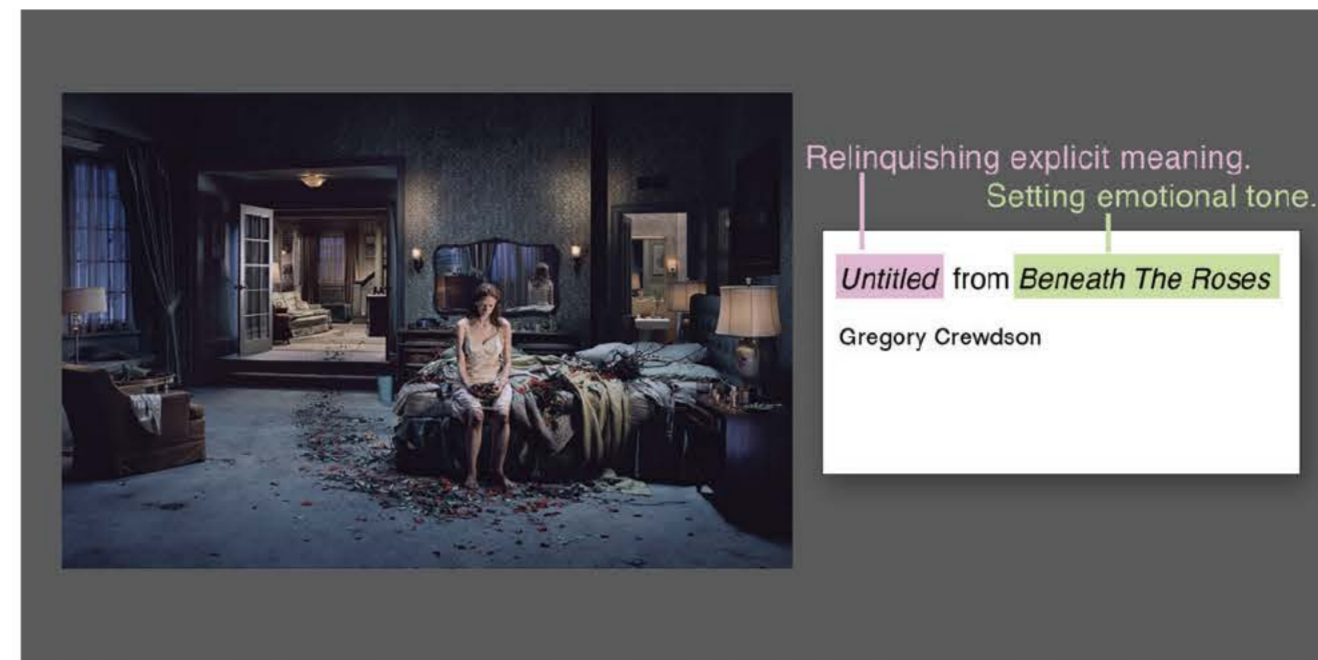 Relinquishing explicit meaning.
Setting emotional tone.
Untitled from Beneath The Roses
Gregory Crewdson